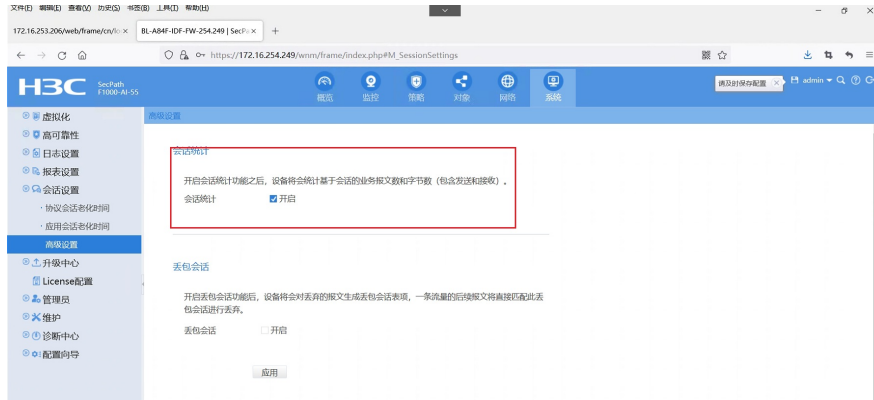 文件(F) 编辑(E) 查看(V) 历史(S) 书签(B) 工具(T) 帮助(H)
172.16.253.206/web/frame/cn/lo
BL-A84F-IDF-FW-254.249 | SecPa
https://172.16.254.249/wnm/frame/index.php#M_SessionSettings
H3C SecPath F1000-AI-55
概览 监控 策略 对象 网络 系统
请及时保存配置
admin
虚拟化
高可靠性
日志设置
报表设置
会话设置
协议会话老化时间
应用会话老化时间
高级设置
升级中心
License配置
管理员
维护
诊断中心
配置向导
高级设置
会话统计
开启会话统计功能之后，设备将会统计基于会话的业务报文数和字节数（包含发送和接收）。
会话统计 开启
丢包会话
开启丢包会话功能后，设备将会对丢弃的报文生成丢包会话表项，一条流量的后续报文将直接匹配此丢
包会话进行丢弃。
丢包会话 开启
应用